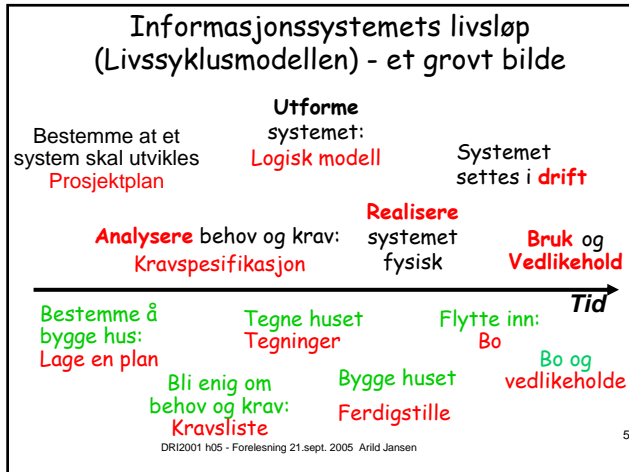 Informasjonssystemets livsløp
(Livssyklusmodellen) - et grovt bilde
Bestemme at et
system skal utvikles
Prosjektplan
Utforme
systemet:
Logisk modell
Systemet
settes i drift
Analysere behov og krav:
Kravspesifikasjon
Realisere
systemet
fysisk
Bruk og
Vedlikehold
Tid
Bestemme å
bygge hus:
Lage en plan
Tegne huset
Tegninger
Flytte inn:
Bo
Bli enig om
behov og krav:
Kravsliste
Bygge huset
Ferdigstille
Bo og
vedlikeholde
DRI2001 h05 - Forelesning 21.sept. 2005 Arild Jansen
5